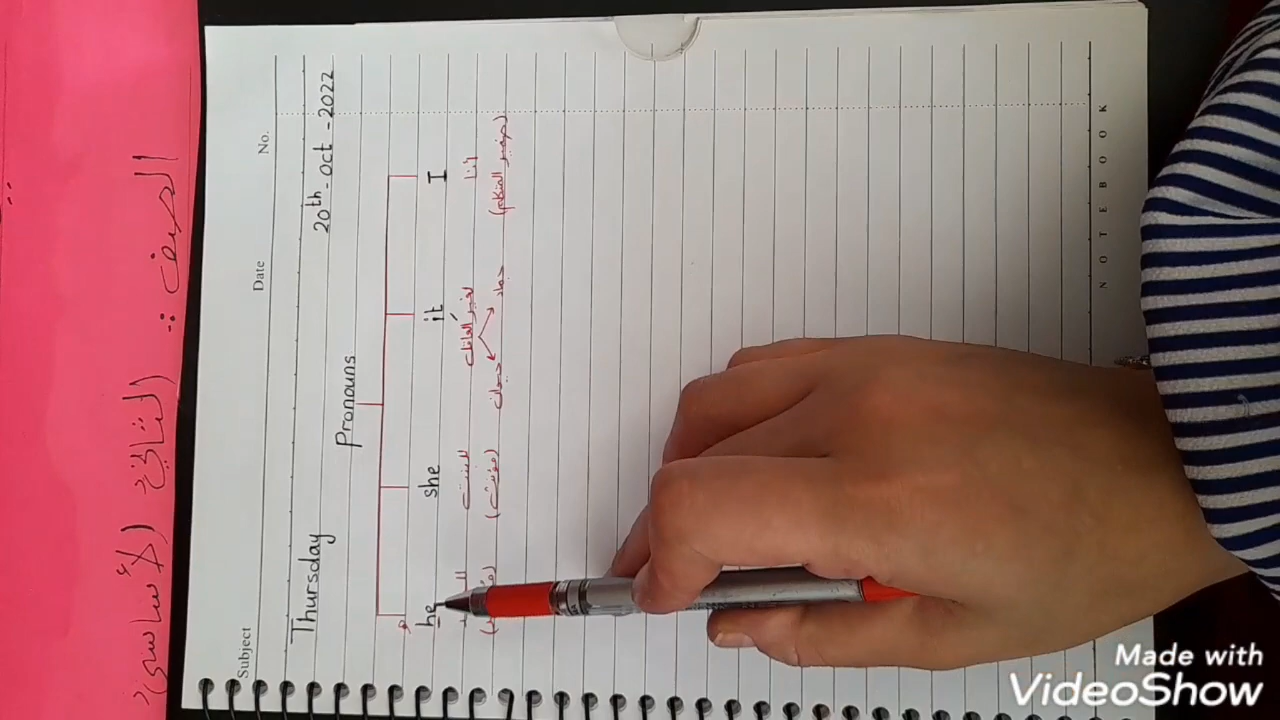 الصف :- الثاني الأساسي
Subject Date No.
Thursday 20th - oct - 2022
Pronouns
he she it I
للبنت لغير العاقل أنا
(مؤنث) حيوان جماد (ضمير المتكلم)
NOTEBOOK
Made with
VideoShow